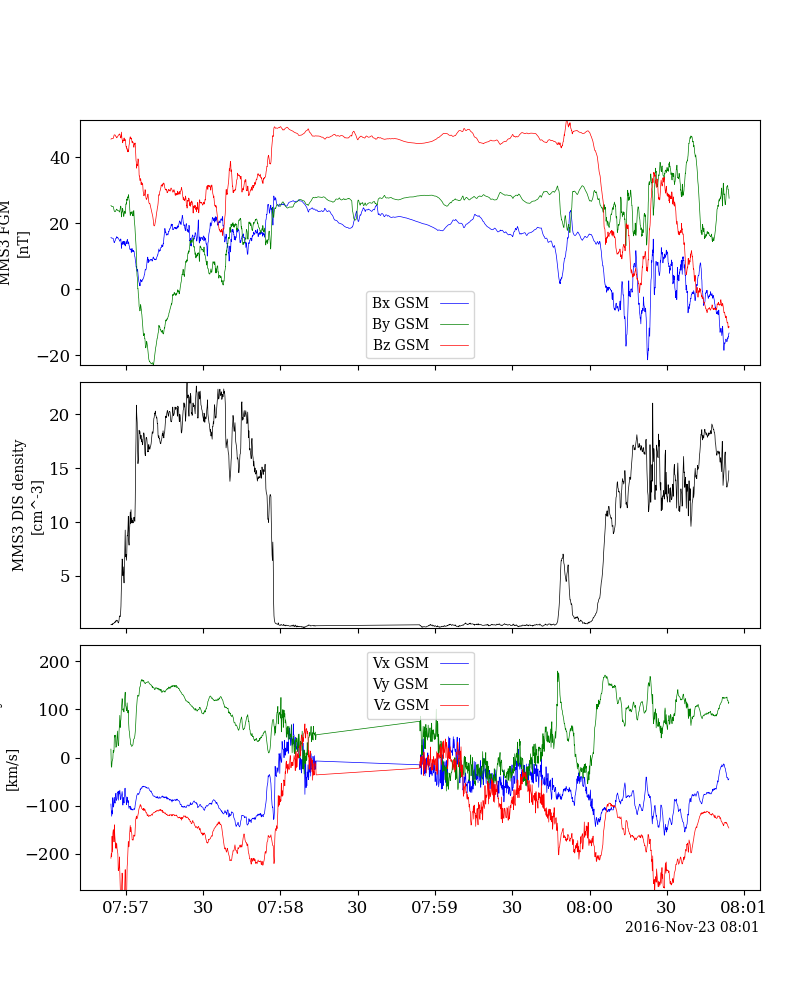 MMS3 FGM
[nT]
40
20
0
−20
Bx GSM
By GSM
Bz GSM
MMS3 DIS density
[cm^-3]
20
15
10
5
[km/s]
200
100
0
−100
−200
Vx GSM
Vy GSM
Vz GSM
07:57 30 07:58 30 07:59 30 08:00 30 08:01
2016-Nov-23 08:01